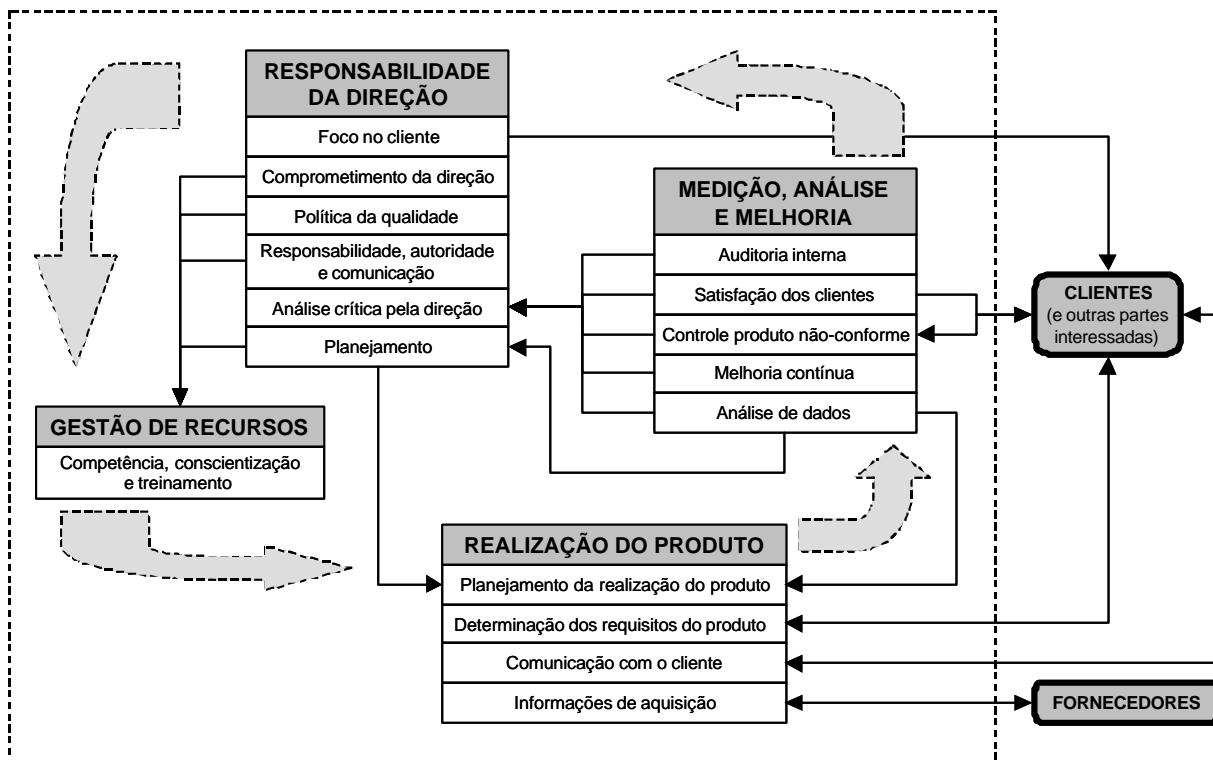 RESPONSABILIDADE
DA DIREÇÃO
Foco no cliente
Comprometimento da direção
Política da qualidade
Responsabilidade, autoridade
e comunicação
Análise crítica pela direção
Planejamento
MEDIÇÃO, ANÁLISE
E MELHORIA
Auditoria interna
Satisfação dos clientes
Controle produto não-conforme
Melhoria contínua
Análise de dados
CLIENTES
(e outras partes
interessadas)
GESTÃO DE RECURSOS
Competência, conscientização
e treinamento
REALIZAÇÃO DO PRODUTO
Planejamento da realização do produto
Determinação dos requisitos do produto
Comunicação com o cliente
Informações de aquisição
FORNECEDORES